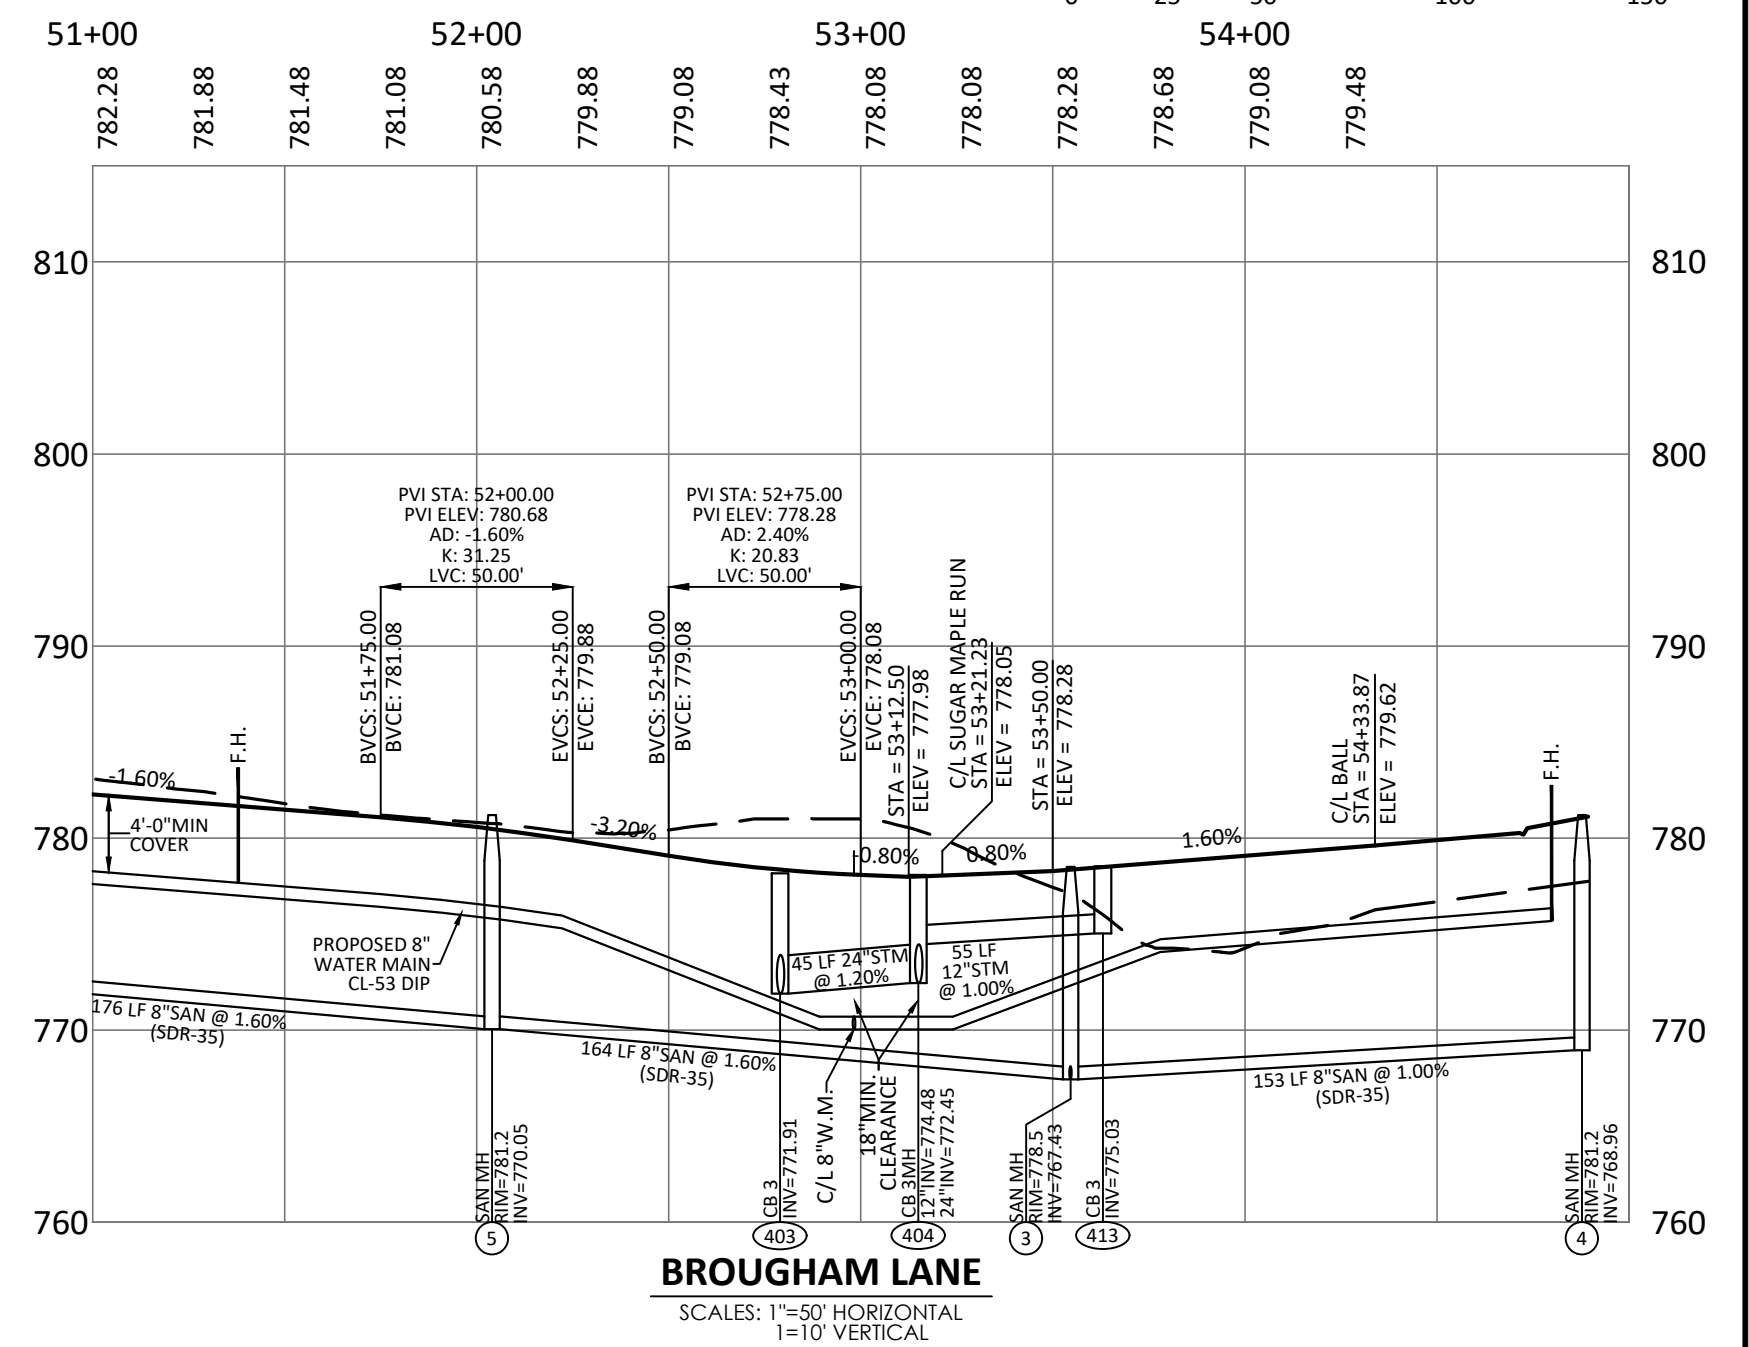 51+00
52+00
53+00
54+00
782.28
781.88
781.48
781.08
780.58
779.88
779.08
778.43
778.08
778.08
778.28
778.68
779.08
779.48
810
810
800
800
790
790
780
780
770
770
760
760
PVI STA: 52+00.00
PVI ELEV: 780.68
AD: -1.60%
K: 31.25
LVC: 50.00'
PVI STA: 52+75.00
PVI ELEV: 778.28
AD: 2.40%
K: 20.83
LVC: 50.00'
BVCS: 51+75.00
BVCE: 781.08
EVCS: 52+25.00
EVCE: 779.88
BVCS: 52+50.00
BVCE: 779.08
EVCS: 53+00.00
EVCE: 778.08
STA = 53+12.50
ELEV = 777.98
C/L SUGAR MAPLE RUN
STA = 53+21.23
ELEV = 778.05
STA = 53+50.00
ELEV = 778.28
C/L BALL
STA = 54+33.87
ELEV = 779.62
F.H.
F.H.
-1.60%
-3.20%
-0.80%
0.80%
1.60%
4'-0"MIN
COVER
PROPOSED 8"
WATER MAIN
CL-53 DIP
45 LF 24"STM
@ 1.20%
55 LF
12"STM
@ 1.00%
176 LF 8"SAN @ 1.60%
(SDR-35)
164 LF 8"SAN @ 1.60%
(SDR-35)
153 LF 8"SAN @ 1.00%
(SDR-35)
SAN MH
RIM=781.2
INV=770.05
5
CB 3
INV=771.91
403
C/L 8"W.M.
18"MIN.
CLEARANCE
CB 3MH
12"INV=774.48
24"INV=772.45
404
SAN MH
RIM=778.5
INV=767.43
3
CB 3
INV=775.03
413
SAN MH
RIM=781.2
INV=768.96
4
BROUGHAM LANE
SCALES: 1"=50' HORIZONTAL
1=10' VERTICAL